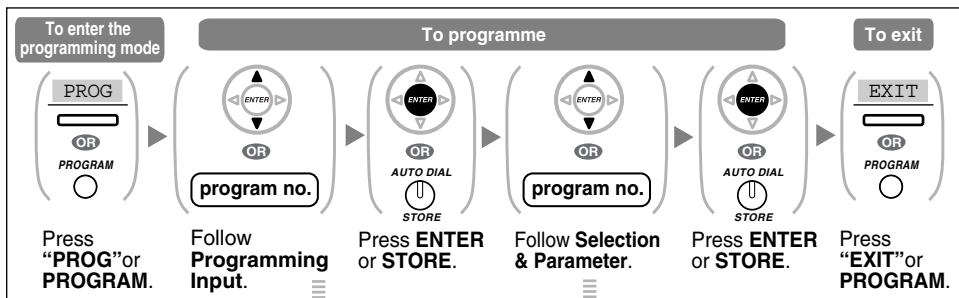 To enter the
programming mode
To programme
To exit
PROG
OR
PROGRAM
ENTER
OR
program no.
ENTER
OR
AUTO DIAL
STORE
ENTER
OR
program no.
ENTER
OR
AUTO DIAL
STORE
EXIT
OR
PROGRAM
Press
“PROG”or
PROGRAM.
Follow
Programming
Input.
Press ENTER
or STORE.
Follow Selection
& Parameter.
Press ENTER
or STORE.
Press
“EXIT”or
PROGRAM.